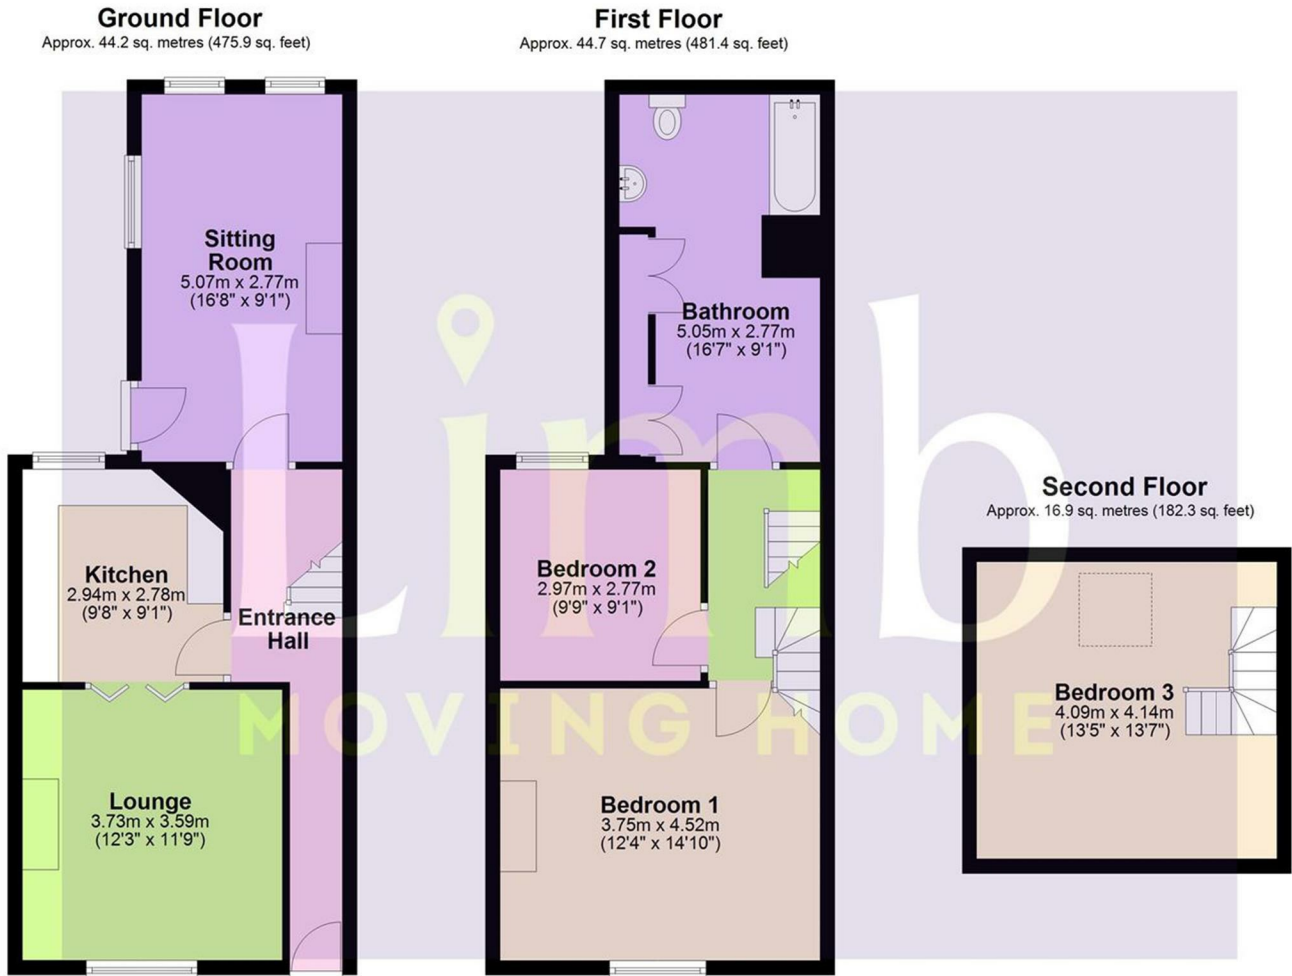 Ground Floor
Approx. 44.2 sq. metres (475.9 sq. feet)
Sitting
Room
5.07m x 2.77m
(16'8" x 9'1")
Kitchen
2.94m x 2.78m
(9'8" x 9'1")
Entrance
Hall
Lounge
3.73m x 3.59m
(12'3" x 11'9")
First Floor
Approx. 44.7 sq. metres (481.4 sq. feet)
Bathroom
5.05m x 2.77m
(16'7" x 9'1")
Bedroom 2
2.97m x 2.77m
(9'9" x 9'1")
Bedroom 1
3.75m x 4.52m
(12'4" x 14'10")
Second Floor
Approx. 16.9 sq. metres (182.3 sq. feet)
Bedroom 3
4.09m x 4.14m
(13'5" x 13'7")
Limb
MOVING HOME